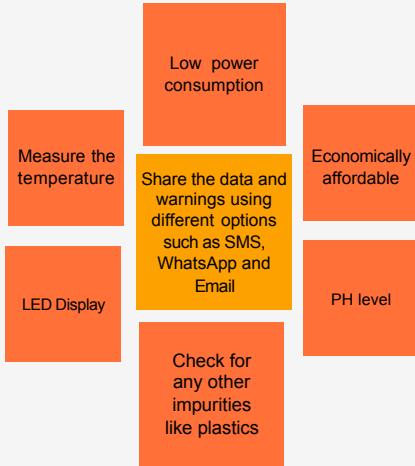 Low power
consumption
Measure the
temperature
Economically
affordable
Share the data and
warnings using
different options
such as SMS,
WhatsApp and
Email
LED Display
PH level
Check for
any other
impurities
like plastics